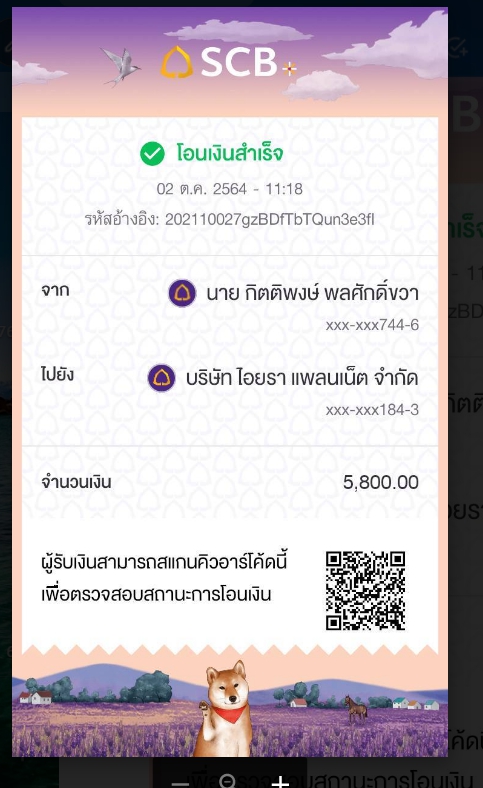 SCB
โอนเงินสำเร็จ
02 ต.ค. 2564 - 11:18
รหัสอ้างอิง: 202110027gzBDfTbTQun3e3fl
จาก
นาย กิตติพงษ์ พลศักดิ์ขวา
xxx-xxx744-6
ไปยัง
บริษัท ไอยรา แพลนเน็ต จำกัด
xxx-xxx184-3
จำนวนเงิน 5,800.00
ผู้รับเงินสามารถสแกนคิวอาร์โค้ดนี้
เพื่อตรวจสอบสถานะการโอนเงิน